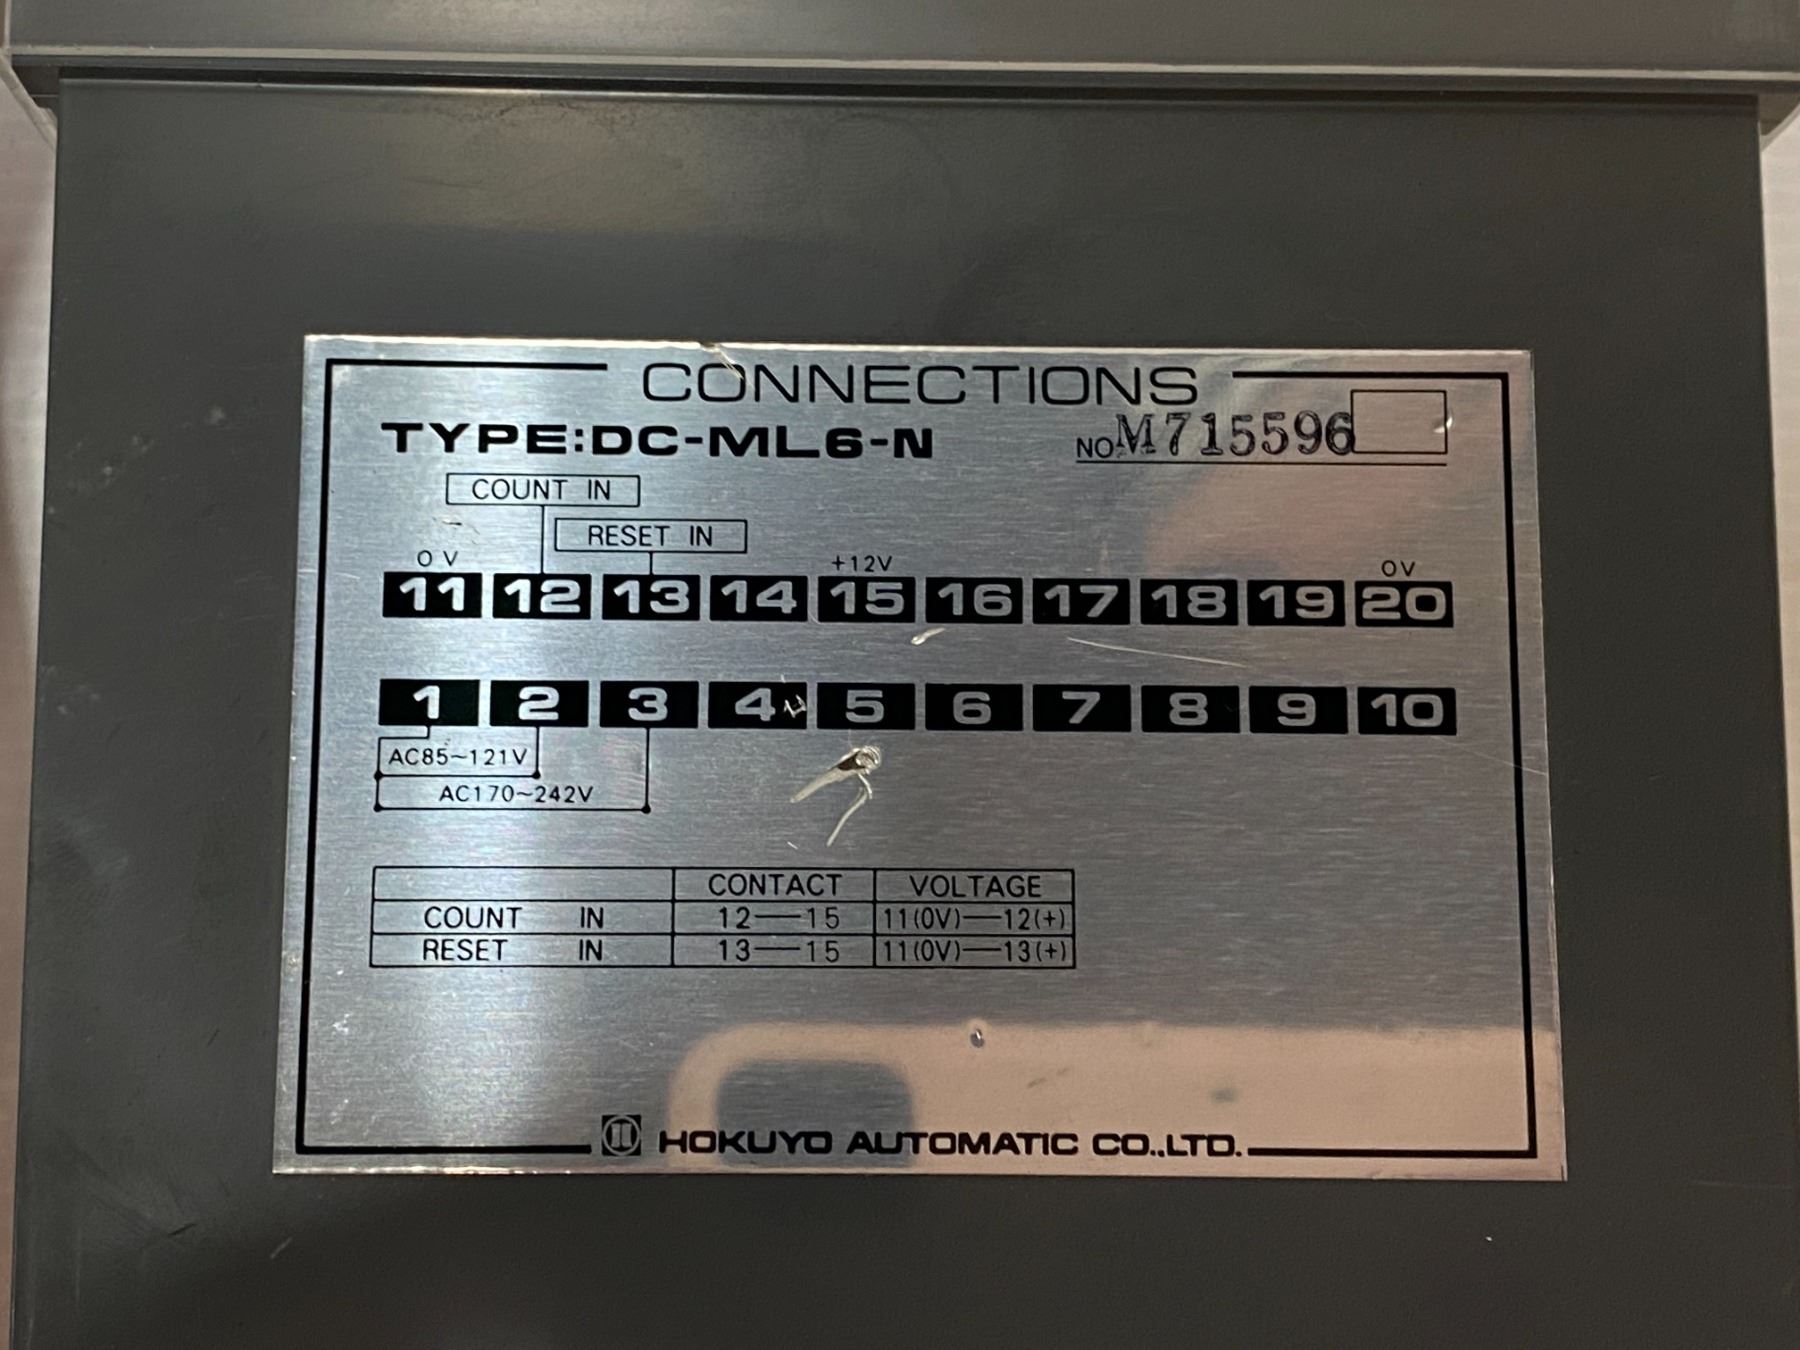 CONNECTIONS
TYPE:DC-ML6-N NO.M715596
COUNT IN
RESET IN
0V +12V 0V
11 12 13 14 15 16 17 18 19 20
1 2 3 4 5 6 7 8 9 10
AC85~121V
AC170~242V
CONTACT VOLTAGE
COUNT IN 12—15 11(0V)—12(+)
RESET IN 13—15 11(0V)—13(+)
HOKUYO AUTOMATIC CO.,LTD.